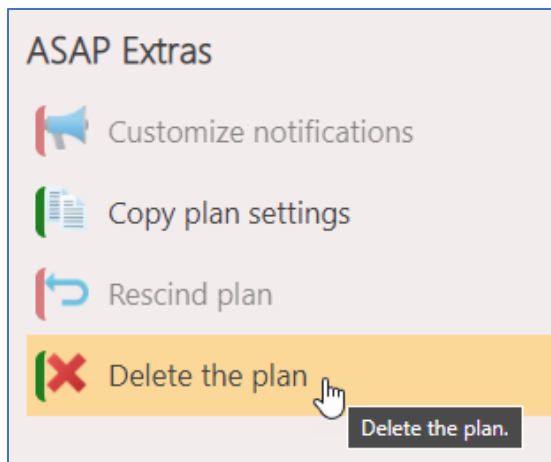 ASAP Extras
Customize notifications
Copy plan settings
Rescind plan
Delete the plan
Delete the plan.